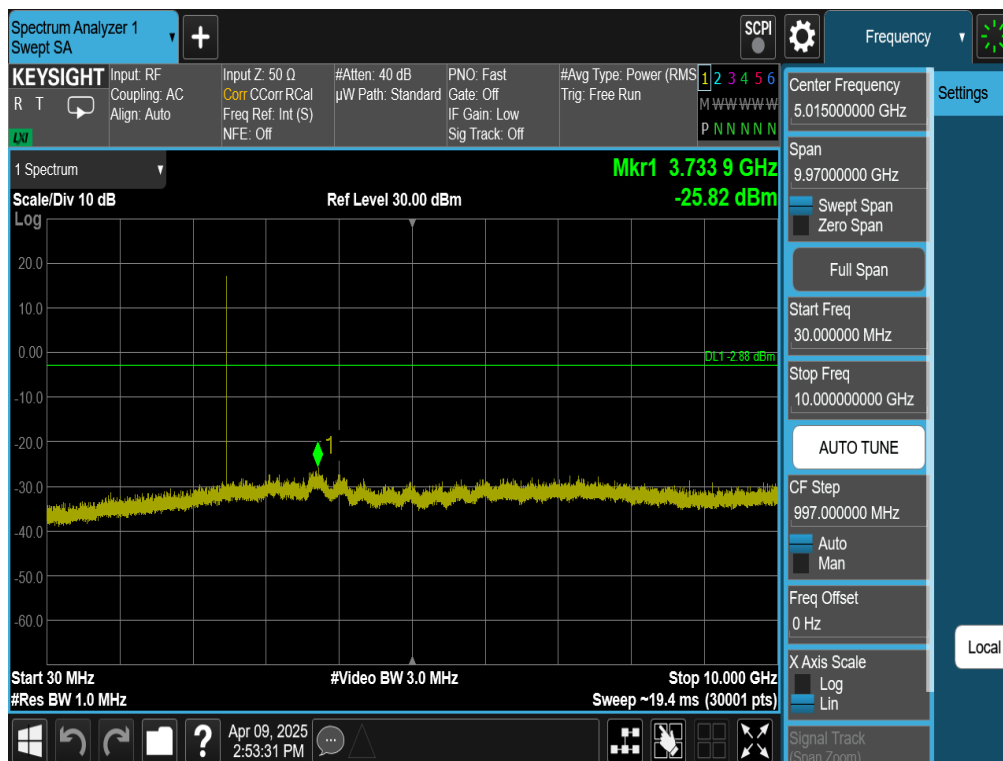 Spectrum Analyzer 1
Swept SA
+
SCPI
Frequency
KEYSIGHT
R T
LXI
Input: RF
Coupling: AC
Align: Auto
Input Z: 50 Ω
Corr CCorr RCal
Freq Ref: Int (S)
NFE: Off
#Atten: 40 dB
µW Path: Standard
PNO: Fast
Gate: Off
IF Gain: Low
Sig Track: Off
#Avg Type: Power (RMS
Trig: Free Run
1 2 3 4 5 6
M W W W W W
P N N N N N
1 Spectrum
Scale/Div 10 dB
Log
Ref Level 30.00 dBm
Mkr1 3.733 9 GHz
-25.82 dBm
20.0
10.0
0.00
-10.0
-20.0
-30.0
-40.0
-50.0
-60.0
DL1 -2.88 dBm
1
Start 30 MHz
#Res BW 1.0 MHz
#Video BW 3.0 MHz
Stop 10.000 GHz
Sweep ~19.4 ms (30001 pts)
Center Frequency
5.015000000 GHz
Span
9.97000000 GHz
Swept Span
Zero Span
Full Span
Start Freq
30.000000 MHz
Stop Freq
10.000000000 GHz
AUTO TUNE
CF Step
997.000000 MHz
Auto
Man
Freq Offset
0 Hz
X Axis Scale
Log
Lin
Signal Track
(Span Zoom)
Settings
Local
?
Apr 09, 2025
2:53:31 PM